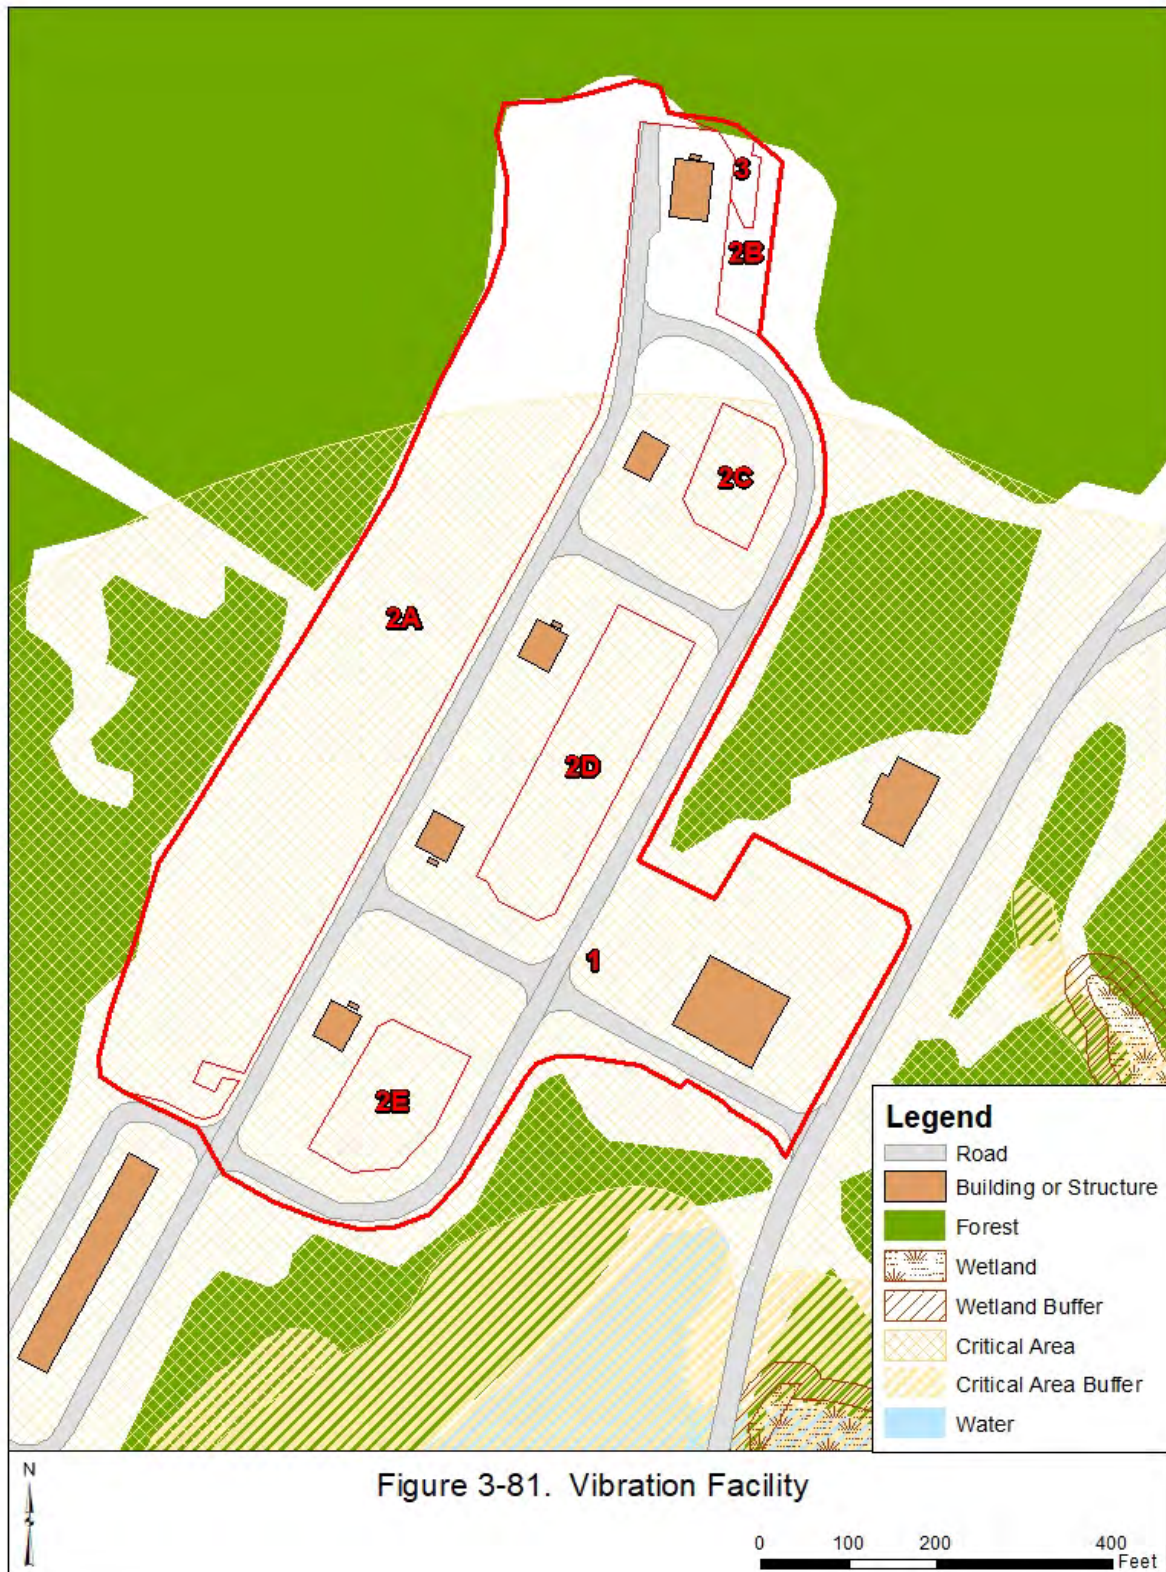 3
2B
2C
2A
2D
1
2E
Legend
Road
Building or Structure
Forest
Wetland
Wetland Buffer
Critical Area
Critical Area Buffer
Water
N
Figure 3-81. Vibration Facility
0 100 200 400
Feet